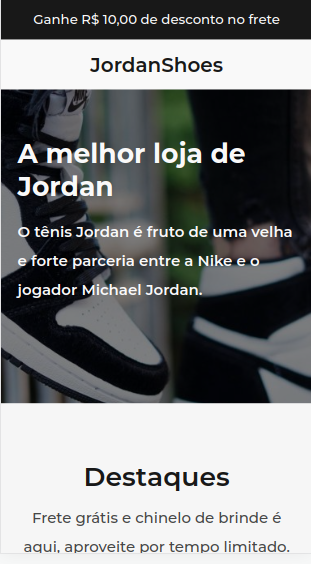 Ganhe R$ 10,00 de desconto no frete
JordanShoes
A melhor loja de
Jordan
O tênis Jordan é fruto de uma velha
e forte parceria entre a Nike e o
jogador Michael Jordan.
Destaques
Frete grátis e chinelo de brinde é
aqui, aproveite por tempo limitado.